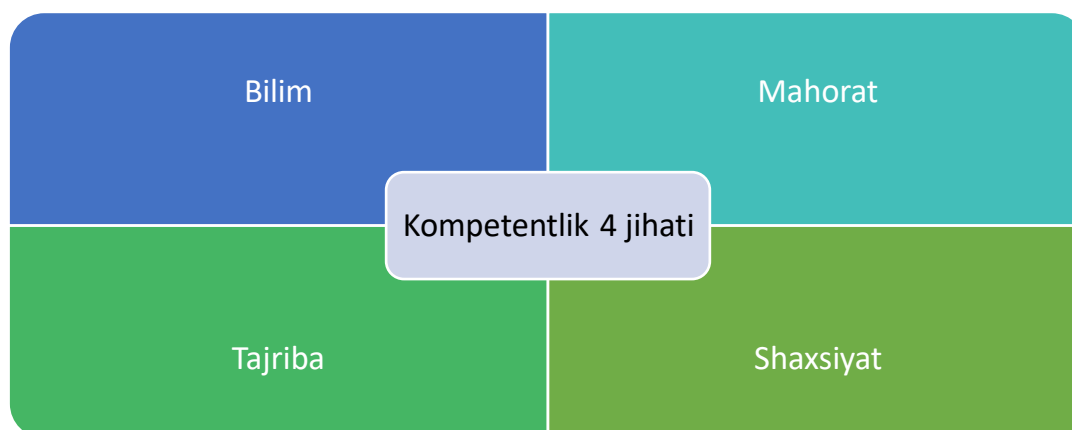 Bilim
Mahorat
Kompetentlik 4 jihati
Tajriba
Shaxsiyat